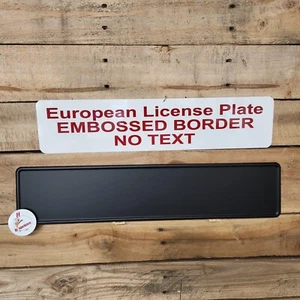 European License Plate
EMBOSSED BORDER
NO TEXT